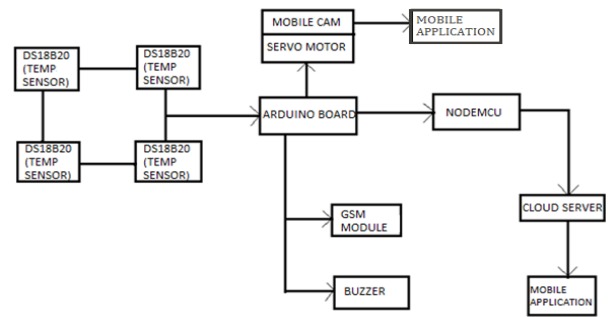 MOBILE CAM
MOBILE
APPLICATION
SERVO MOTOR
DS18B20
(TEMP
SENSOR)
DS18B20
(TEMP
SENSOR)
ARDUINO BOARD
NODEMCU
DS18B20
(TEMP
SENSOR)
DS18B20
(TEMP
SENSOR)
GSM
MODULE
CLOUD SERVER
BUZZER
MOBILE
APPLICATION